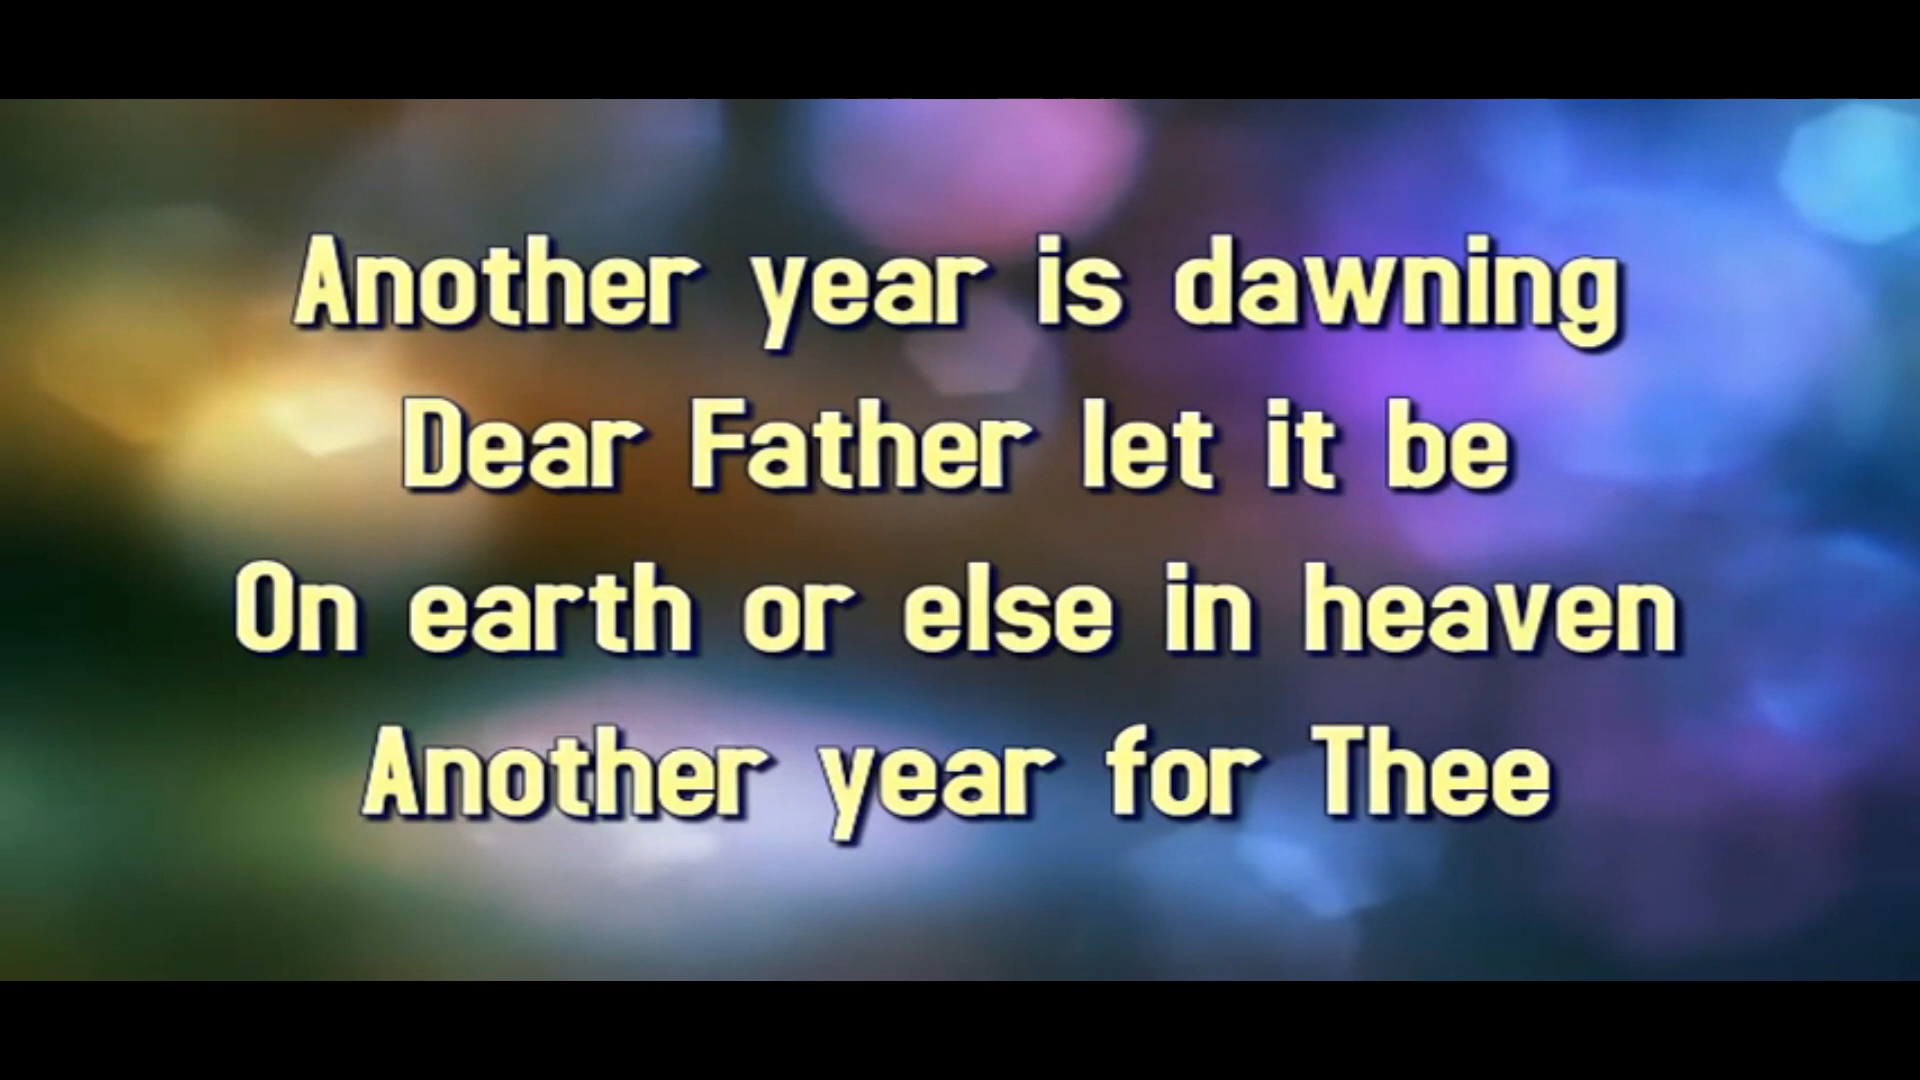 Another year is dawning
Dear Father let it be
On earth or else in heaven
Another year for Thee